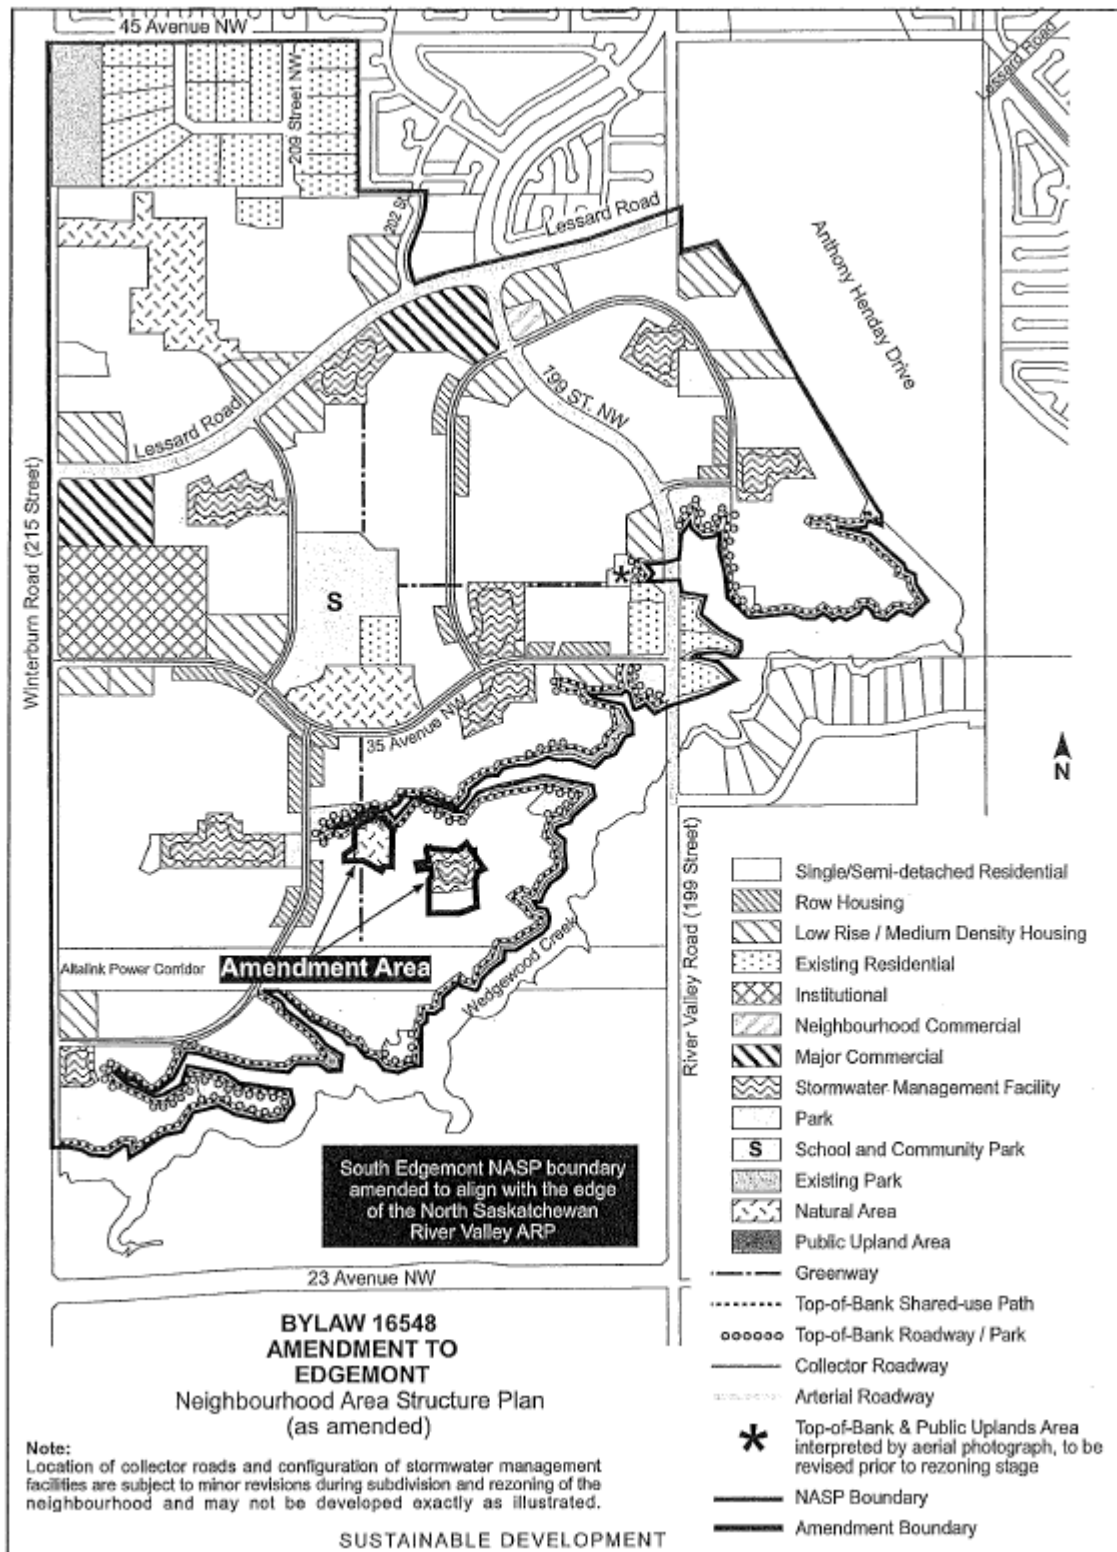 45 Avenue NW
Lessard Road
209 Street NW
202 St.
Lessard Road
Anthony Henday Drive
199 ST. NW
Lessard Road
Winterburn Road (215 Street)
S
*
35 Avenue NW
N
Altalink Power Corridor
Amendment Area
Wedgewood Creek
River Valley Road (199 Street)
South Edgemont NASP boundary
amended to align with the edge
of the North Saskatchewan
River Valley ARP
23 Avenue NW
Single/Semi-detached Residential
Row Housing
Low Rise / Medium Density Housing
Existing Residential
Institutional
Neighbourhood Commercial
Major Commercial
Stormwater Management Facility
Park
S School and Community Park
Existing Park
Natural Area
Public Upland Area
Greenway
Top-of-Bank Shared-use Path
Top-of-Bank Roadway / Park
Collector Roadway
Arterial Roadway
* Top-of-Bank & Public Uplands Area
interpreted by aerial photograph, to be
revised prior to rezoning stage
NASP Boundary
Amendment Boundary
BYLAW 16548
AMENDMENT TO
EDGEMONT
Neighbourhood Area Structure Plan
(as amended)
Note:
Location of collector roads and configuration of stormwater management
facilities are subject to minor revisions during subdivision and rezoning of the
neighbourhood and may not be developed exactly as illustrated.
SUSTAINABLE DEVELOPMENT